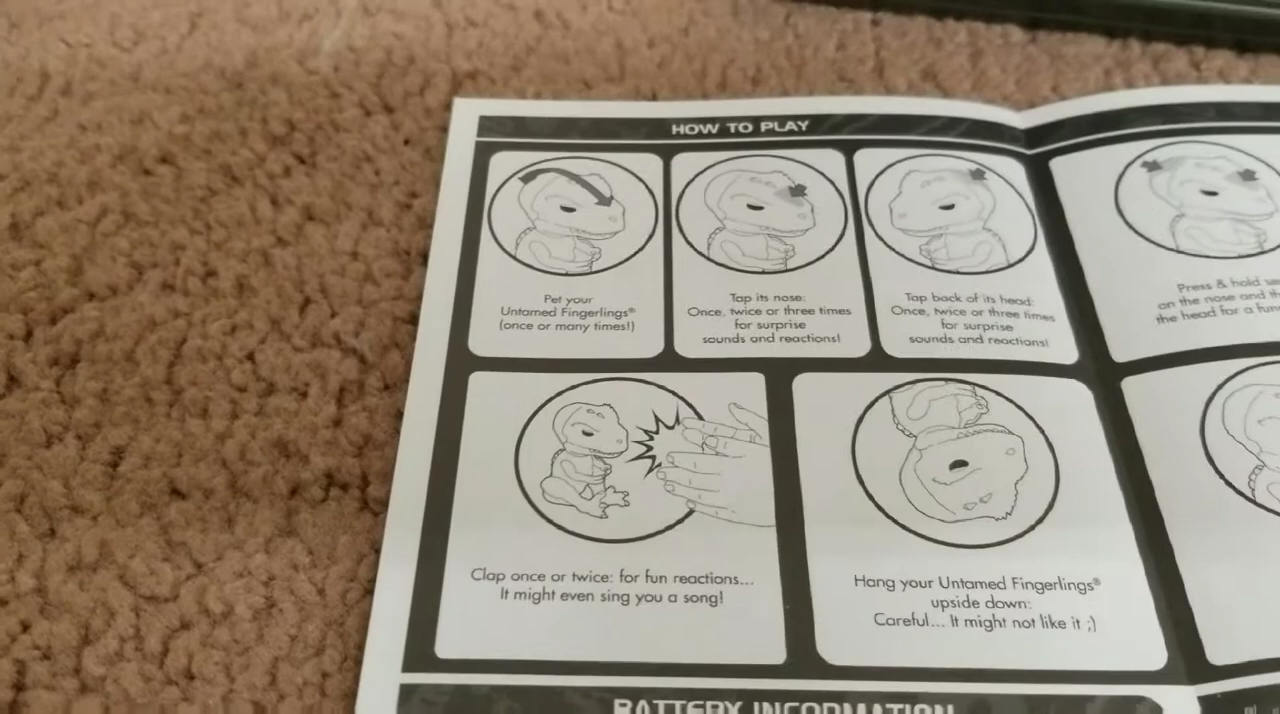 HOW TO PLAY
Pet your
Untamed Fingerlings®
(once or many times!)
Tap its nose:
Once, twice or three times
for surprise
sounds and reactions!
Tap back of its head:
Once, twice or three times
for surprise
sounds and reactions!
Press & hold
on the nose and
the head for a fun
Clap once or twice: for fun reactions...
It might even sing you a song!
Hang your Untamed Fingerlings®
upside down:
Careful... It might not like it ;)
BATTERY INFORMATION